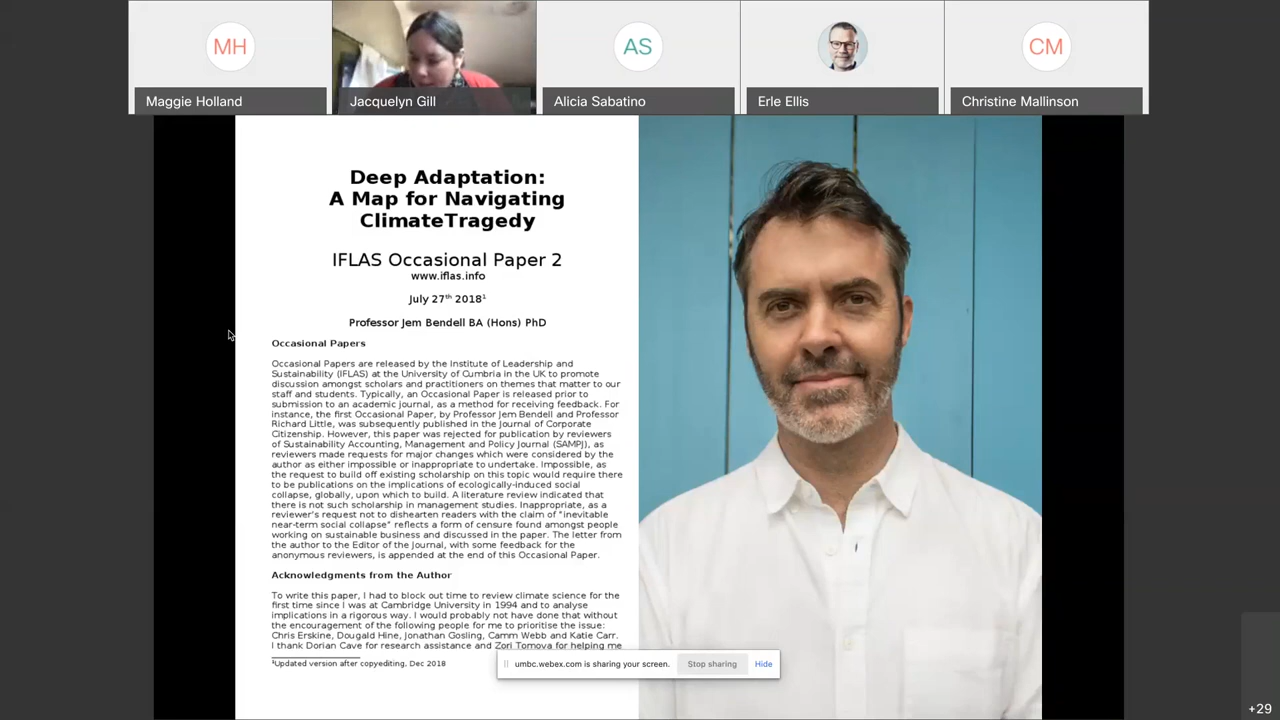 MH
Maggie Holland
Jacquelyn Gill
AS
Alicia Sabatino
Erle Ellis
CM
Christine Mallinson
Deep Adaptation:
A Map for Navigating
ClimateTragedy
IFLAS Occasional Paper 2
www.iflas.info
July 27th 2018¹
Professor Jem Bendell BA (Hons) PhD
Occasional Papers
Occasional Papers are released by the Institute of Leadership and
Sustainability (IFLAS) at the University of Cumbria in the UK to promote
discussion amongst scholars and practitioners on themes that matter to our
staff and students. Typically, an Occasional Paper is released prior to
submission to an academic journal, as a method for receiving feedback. For
instance, the first Occasional Paper, by Professor Jem Bendell and Professor
Richard Little, was subsequently published in the Journal of Corporate
Citizenship. However, this paper was rejected for publication by reviewers
of Sustainability Accounting, Management and Policy Journal (SAMPJ), as
reviewers made requests for major changes which were considered by the
author as either impossible or inappropriate to undertake. Impossible, as
the request to build off existing scholarship on this topic would require there
to be publications on the implications of ecologically-induced social
collapse, globally, upon which to build. A literature review indicated that
there is not such scholarship in management studies. Inappropriate, as a
reviewer's request not to dishearten readers with the claim of "inevitable
near-term social collapse" reflects a form of censure found amongst people
working on sustainable business and discussed in the paper. The letter from
the author to the Editor of the Journal, with some feedback for the
anonymous reviewers, is appended at the end of this Occasional Paper.
Acknowledgments from the Author
To write this paper, I had to block out time to review climate science for the
first time since I was at Cambridge University in 1994 and to analyse
implications in a rigorous way. I would probably not have done that without
the encouragement of the following people for me to prioritise the issue:
Chris Erskine, Dougald Hine, Jonathan Gosling, Camm Webb and Katie Carr.
I thank Dorian Cave for research assistance and Zori Tomova for helping me
¹Updated version after copyediting, Dec 2018
umbc.webex.com is sharing your screen.
Stop sharing
Hide
+29